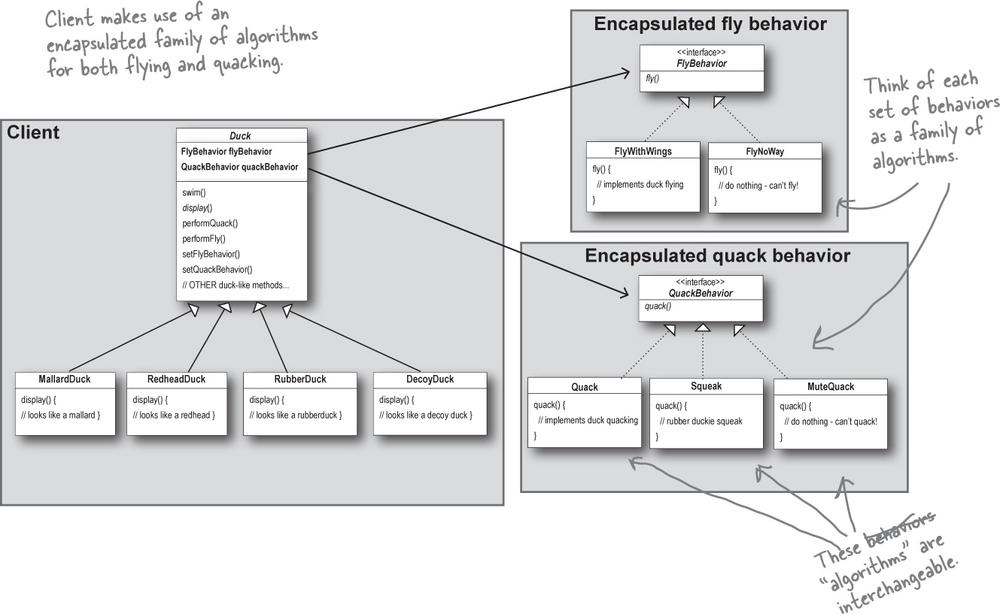 Client makes use of an
encapsulated family of algorithms
for both flying and quacking.
Client
Duck
FlyBehavior flyBehavior
QuackBehavior quackBehavior
swim()
display()
performQuack()
performFly()
setFlyBehavior()
setQuackBehavior()
// OTHER duck-like methods...
MallardDuck
display() {
// looks like a mallard }
RedheadDuck
display() {
// looks like a redhead }
RubberDuck
display() {
// looks like a rubberduck }
DecoyDuck
display() {
// looks like a decoy duck }
Encapsulated fly behavior
<<interface>>
FlyBehavior
fly()
FlyWithWings
fly() {
// implements duck flying
}
FlyNoWay
fly() {
// do nothing - can't fly!
}
Think of each
set of behaviors
as a family of
algorithms.
Encapsulated quack behavior
<<interface>>
QuackBehavior
quack()
Quack
quack() {
// implements duck quacking
}
Squeak
quack() {
// rubber duckie squeak
}
MuteQuack
quack() {
// do nothing - can't quack!
}
These behaviors
"algorithms" are
interchangeable.